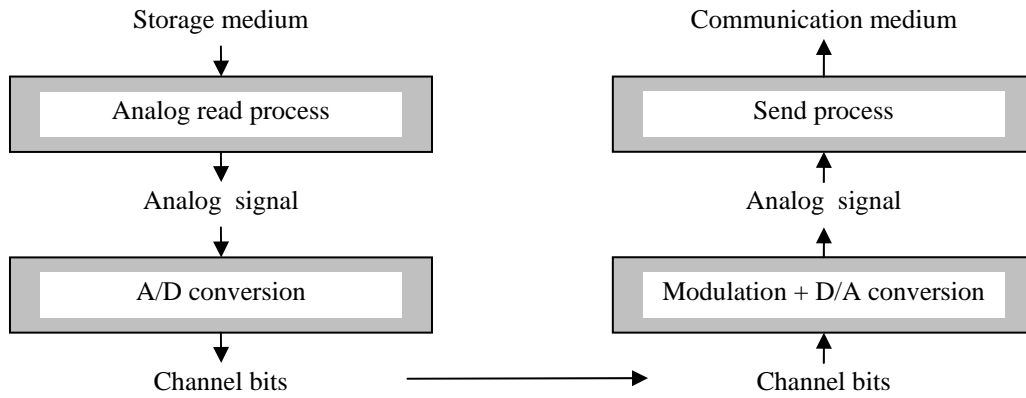 Storage medium
Analog read process
Analog signal
A/D conversion
Channel bits
Communication medium
Send process
Analog signal
Modulation + D/A conversion
Channel bits